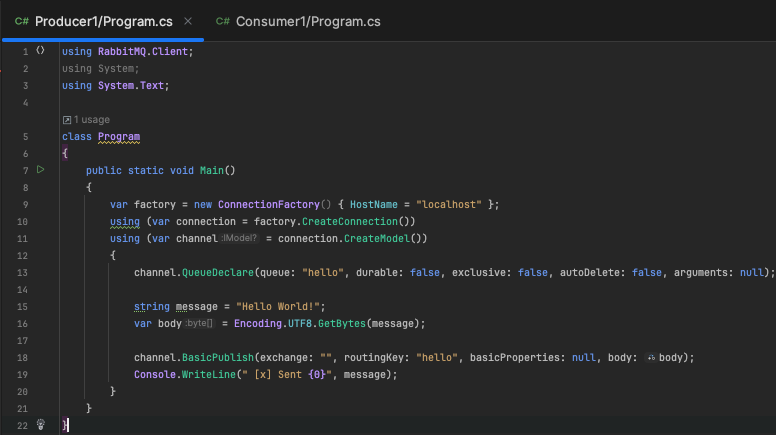 C# Producer1/Program.cs × C# Consumer1/Program.cs
1 using RabbitMQ.Client;
2 using System;
3 using System.Text;
4
1 usage
5 class Program
6 {
7 public static void Main()
8 {
9 var factory = new ConnectionFactory() { HostName = "localhost" };
10 using (var connection = factory.CreateConnection())
11 using (var channel :IModel? = connection.CreateModel())
12 {
13 channel.QueueDeclare(queue: "hello", durable: false, exclusive: false, autoDelete: false, arguments: null);
14
15 string message = "Hello World!";
16 var body :byte[] = Encoding.UTF8.GetBytes(message);
17
18 channel.BasicPublish(exchange: "", routingKey: "hello", basicProperties: null, body: body);
19 Console.WriteLine(" [x] Sent {0}", message);
20 }
21 }
22 }